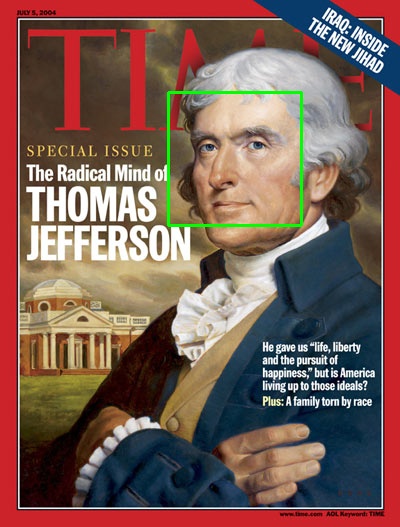 JULY 5, 2004
IRAQ: INSIDE
THE NEW JIHAD
TIME
SPECIAL ISSUE
The Radical Mind of
THOMAS
JEFFERSON
He gave us “life, liberty
and the pursuit of
happiness,” but is America
living up to those ideals?
Plus: A family torn by race
www.time.com AOL Keyword: TIME